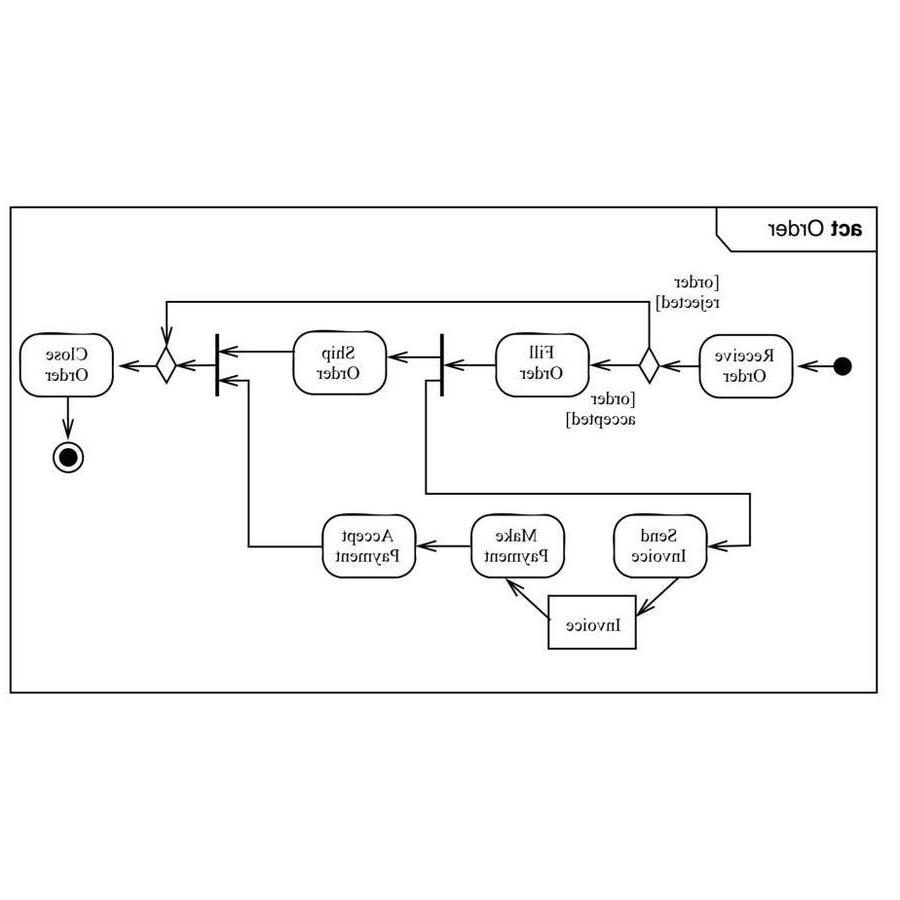 act Order
[order
rejected]
Receive
Order
Fill
Order
Ship
Order
Close
Order
[order
accepted]
Send
Invoice
Make
Payment
Accept
Payment
Invoice